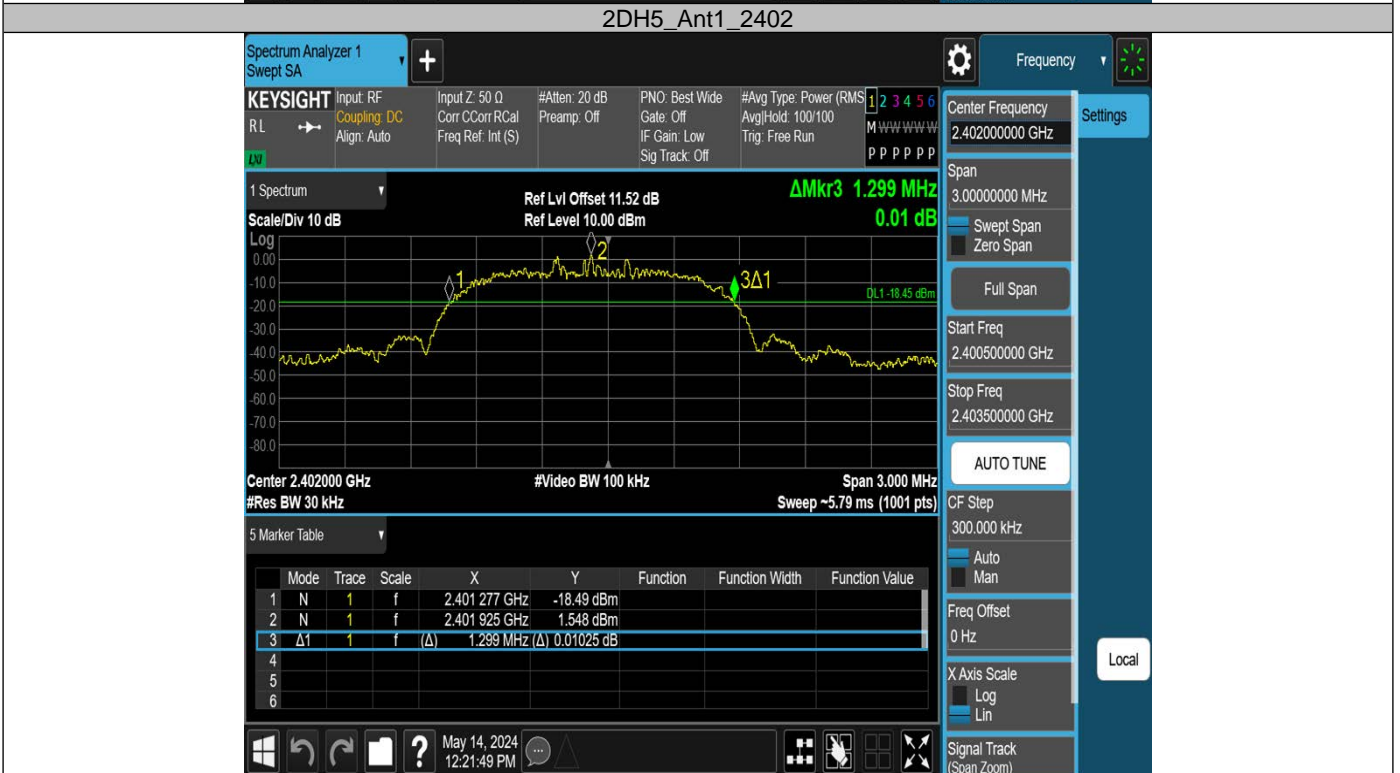 2DH5_Ant1_2402
Spectrum Analyzer 1
Swept SA
+
Frequency
KEYSIGHT
R L
LXI
Input: RF
Coupling: DC
Align: Auto
Input Z: 50 Ω
Corr CCorr RCal
Freq Ref: Int (S)
#Atten: 20 dB
Preamp: Off
PNO: Best Wide
Gate: Off
IF Gain: Low
Sig Track: Off
#Avg Type: Power (RMS
Avg|Hold: 100/100
Trig: Free Run
1 2 3 4 5 6
M W W W W W
P P P P P P
1 Spectrum
Scale/Div 10 dB
Ref Lvl Offset 11.52 dB
Ref Level 10.00 dBm
ΔMkr3 1.299 MHz
0.01 dB
Log
0.00
-10.0
-20.0
-30.0
-40.0
-50.0
-60.0
-70.0
-80.0
1
2
3Δ1
DL1 -18.45 dBm
Center 2.402000 GHz
#Res BW 30 kHz
#Video BW 100 kHz
Span 3.000 MHz
Sweep ~5.79 ms (1001 pts)
5 Marker Table
Mode Trace Scale X Y Function Function Width Function Value
1 N 1 f 2.401 277 GHz -18.49 dBm
2 N 1 f 2.401 925 GHz 1.548 dBm
3 Δ1 1 f (Δ) 1.299 MHz (Δ) 0.01025 dB
4
5
6
?
May 14, 2024
12:21:49 PM
Center Frequency
2.402000000 GHz
Settings
Span
3.00000000 MHz
Swept Span
Zero Span
Full Span
Start Freq
2.400500000 GHz
Stop Freq
2.403500000 GHz
AUTO TUNE
CF Step
300.000 kHz
Auto
Man
Freq Offset
0 Hz
X Axis Scale
Log
Lin
Local
Signal Track
(Span Zoom)